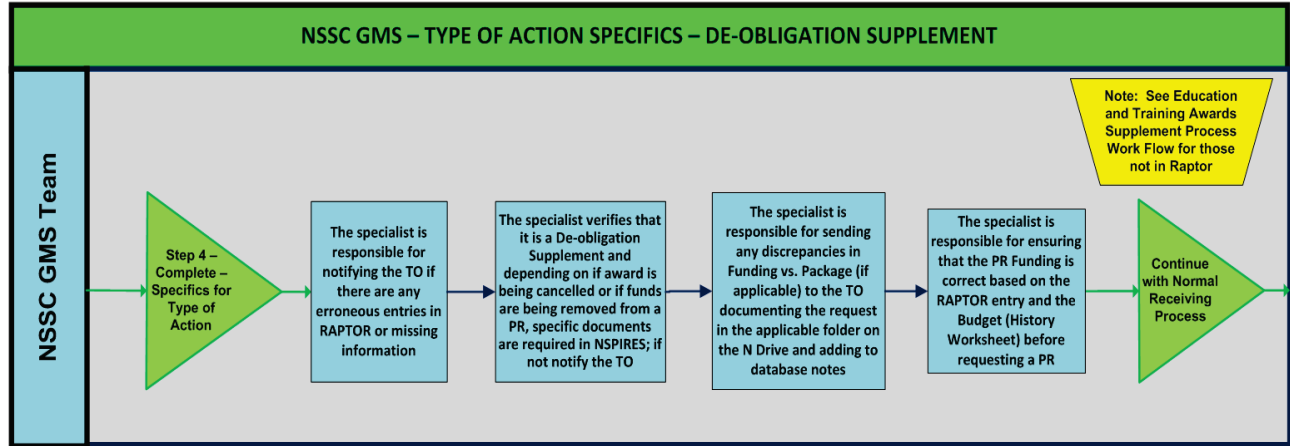 NSSC GMS – TYPE OF ACTION SPECIFICS – DE-OBLIGATION SUPPLEMENT
NSSC GMS Team
Note: See Education
and Training Awards
Supplement Process
Work Flow for those
not in Raptor
Step 4 –
Complete –
Specifics for
Type of
Action
The specialist is
responsible for
notifying the TO if
there are any
erroneous entries in
RAPTOR or missing
information
The specialist verifies that
it is a De-obligation
Supplement and
depending on if award is
being cancelled or if funds
are being removed from a
PR, specific documents
are required in NSPIRES; if
not notify the TO
The specialist is
responsible for sending
any discrepancies in
Funding vs. Package (if
applicable) to the TO
documenting the request
in the applicable folder on
the N Drive and adding to
database notes
The specialist is
responsible for ensuring
that the PR Funding is
correct based on the
RAPTOR entry and the
Budget (History
Worksheet) before
requesting a PR
Continue
with Normal
Receiving
Process